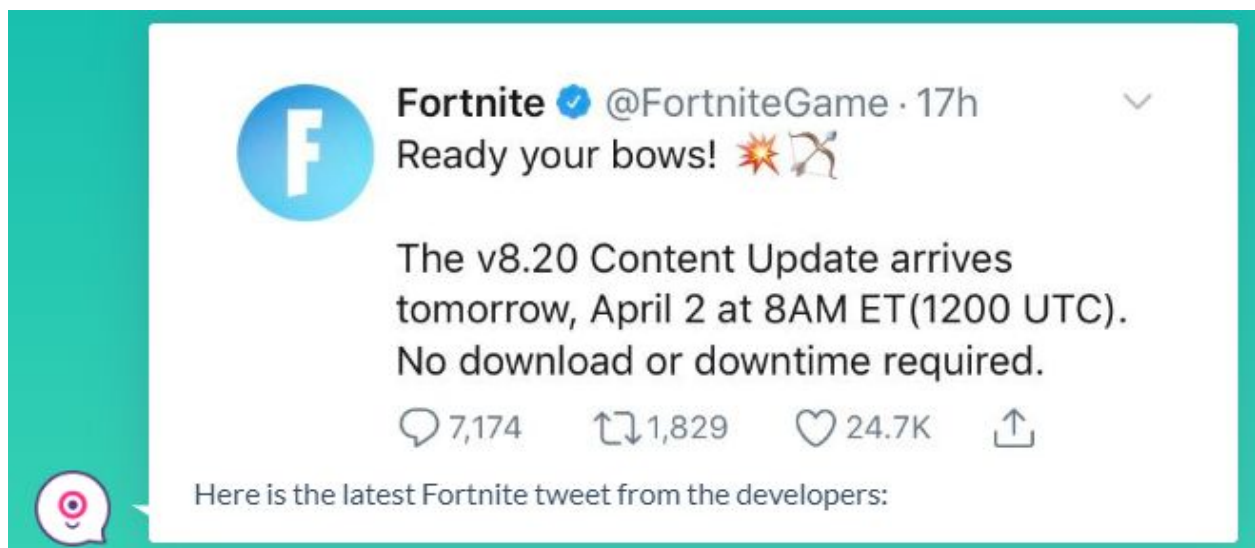 Fortnite @FortniteGame · 17h
Ready your bows! 💥🏹
The v8.20 Content Update arrives
tomorrow, April 2 at 8AM ET(1200 UTC).
No download or downtime required.
7,174 1,829 24.7K
Here is the latest Fortnite tweet from the developers: